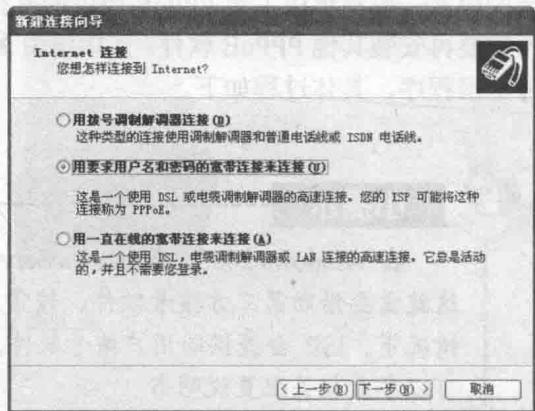 新建连接向导
Internet 连接
您想怎样连接到 Internet?
用拨号调制解调器连接(D)
这种类型的连接使用调制解调器和普通电话线或 ISDN 电话线。
用要求用户名和密码的宽带连接来连接(U)
这是一个使用 DSL 或电缆调制解调器的高速连接。您的 ISP 可能将这种
连接称为 PPPoE。
用一直在线的宽带连接来连接(A)
这是一个使用 DSL,电缆调制解调器或 LAN 连接的高速连接。它总是活动
的,并且不需要您登录。
<上一步(B) 下一步(N)> 取消